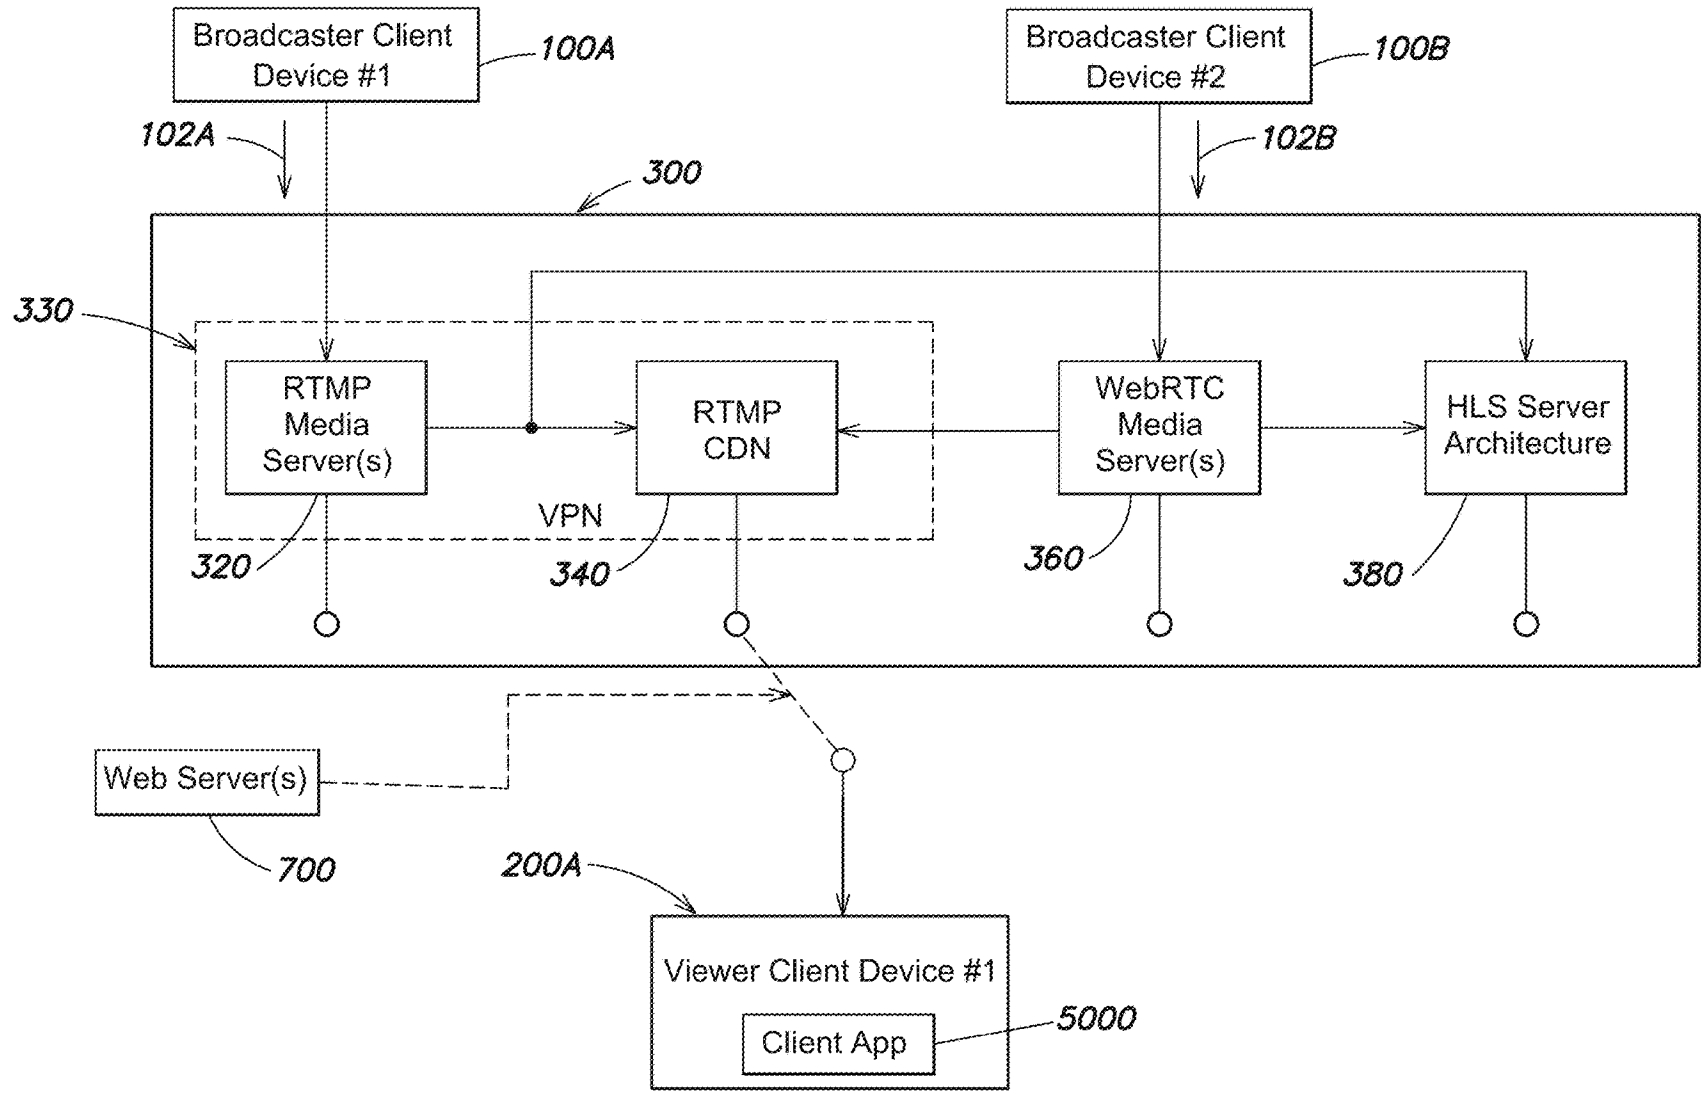 Broadcaster Client
Device #1
100A
Broadcaster Client
Device #2
100B
102A
102B
300
330
RTMP
Media
Server(s)
RTMP
CDN
WebRTC
Media
Server(s)
HLS Server
Architecture
VPN
320
340
360
380
Web Server(s)
700
200A
Viewer Client Device #1
Client App
5000